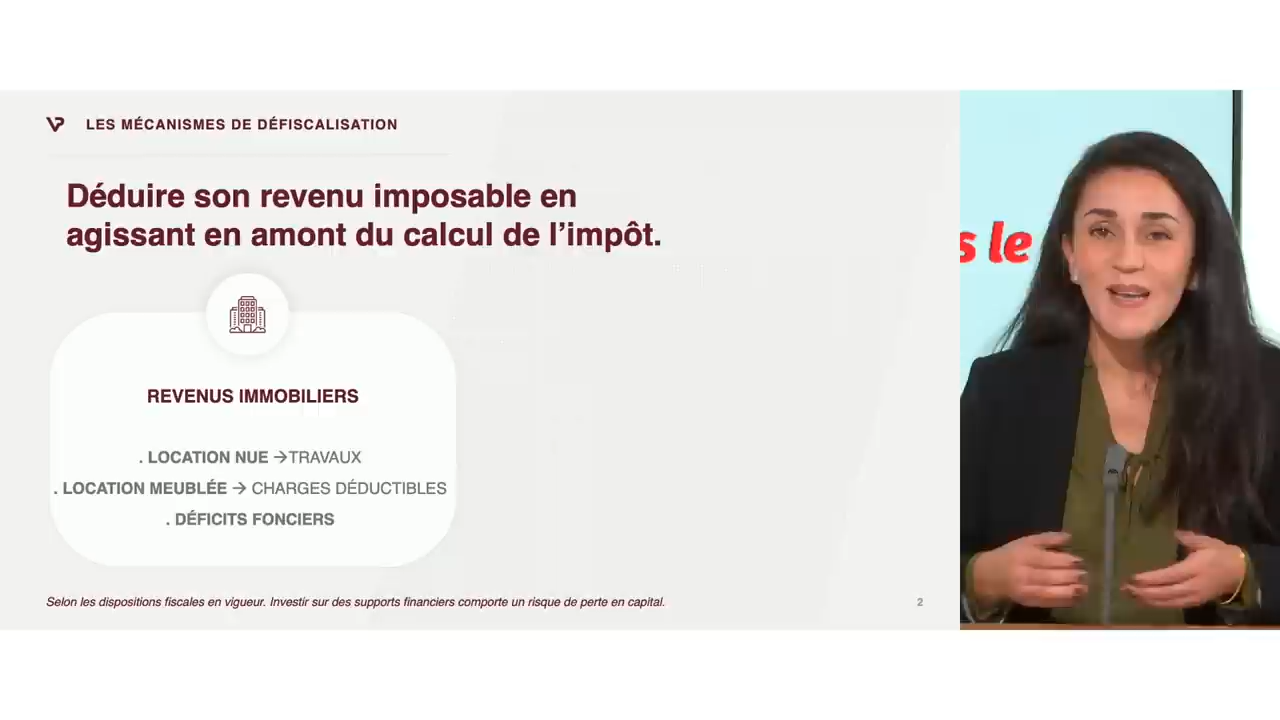 LES MÉCANISMES DE DÉFISCALISATION
Déduire son revenu imposable en
agissant en amont du calcul de l’impôt.
REVENUS IMMOBILIERS
. LOCATION NUE →TRAVAUX
. LOCATION MEUBLÉE → CHARGES DÉDUCTIBLES
. DÉFICITS FONCIERS
Selon les dispositions fiscales en vigueur. Investir sur des supports financiers comporte un risque de perte en capital.
2
s le